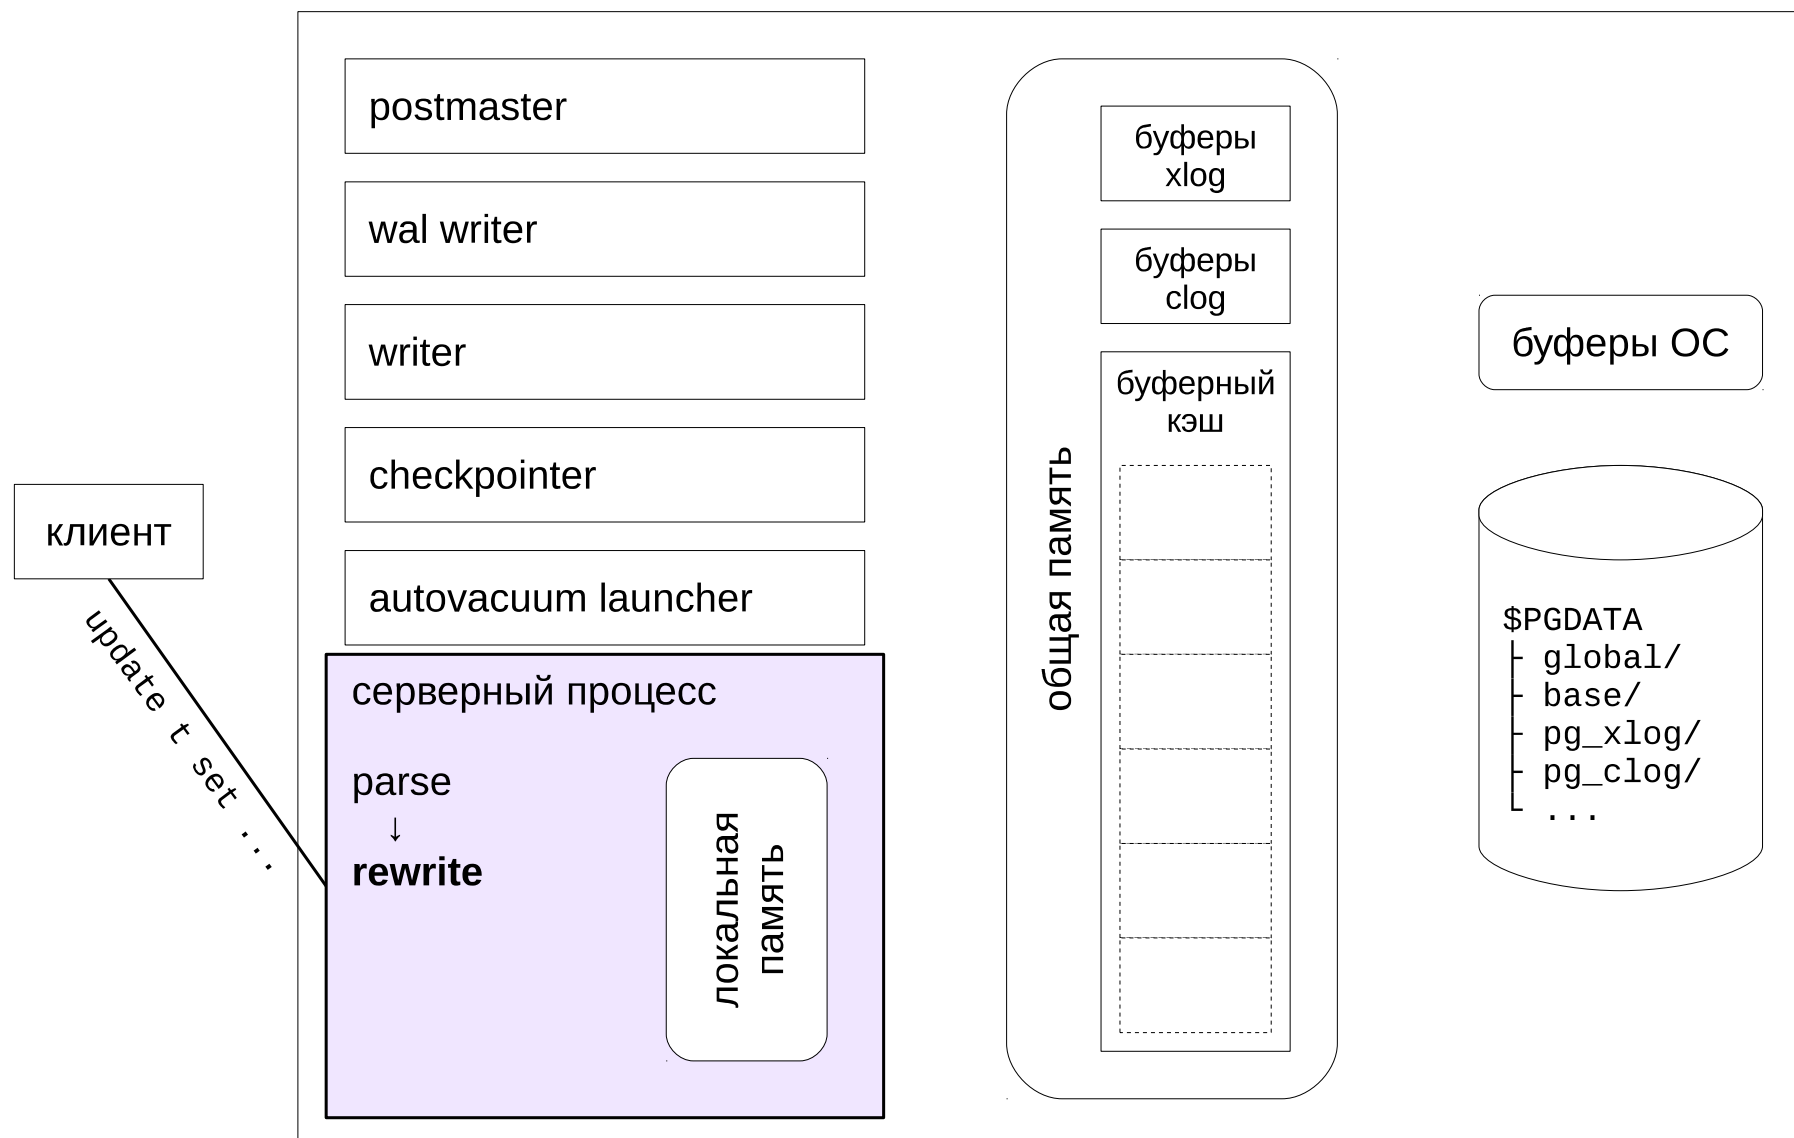 postmaster
wal writer
writer
checkpointer
autovacuum launcher
клиент
update t set ...
серверный процесс
parse
↓
rewrite
локальная
память
общая память
буферы
xlog
буферы
clog
буферный
кэш
буферы ОС
$PGDATA
├ global/
├ base/
├ pg_xlog/
├ pg_clog/
└ ...